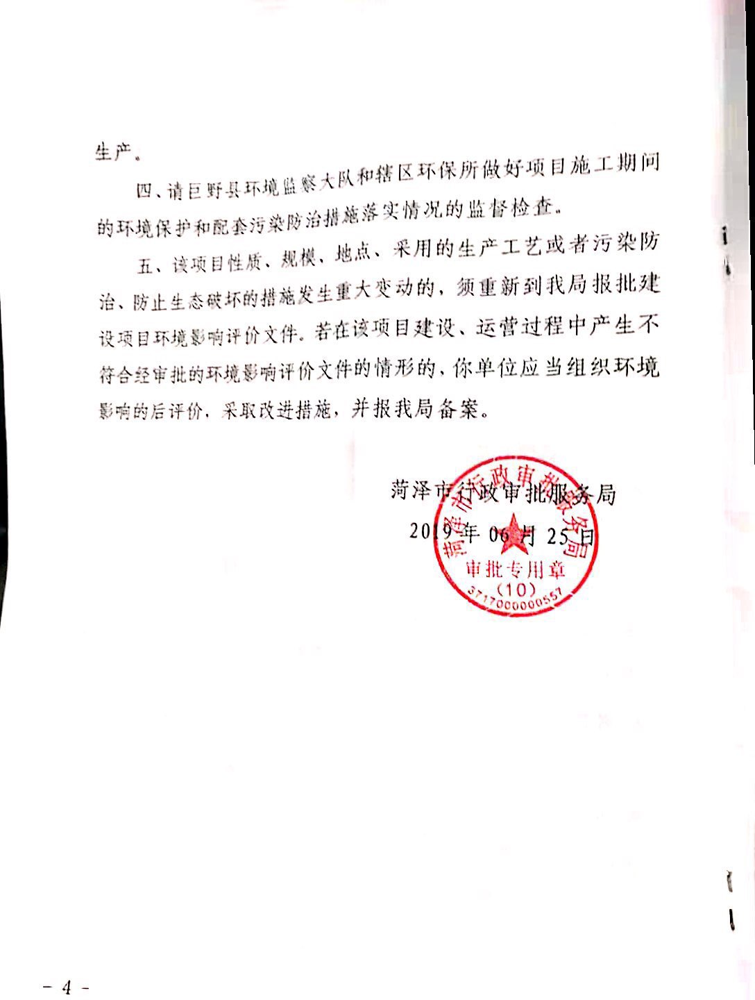 生产。
四、请巨野县环境监察大队和辖区环保所做好项目施工期间
的环境保护和配套污染防治措施落实情况的监督检查。
五、该项目性质、规模、地点、采用的生产工艺或者污染防
治、防止生态破坏的措施发生重大变动的，须重新到我局报批建
设项目环境影响评价文件。若在该项目建设、运营过程中产生不
符合经审批的环境影响评价文件的情形的，你单位应当组织环境
影响的后评价，采取改进措施，并报我局备案。
菏泽市行政审批服务局
2019 年 06 月 25 日
菏泽市行政审批服务局
审批专用章
(10)
3717000000557
- 4 -